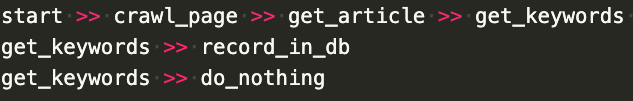 start >> crawl_page >> get_article >> get_keywords
get_keywords >> record_in_db
get_keywords >> do_nothing